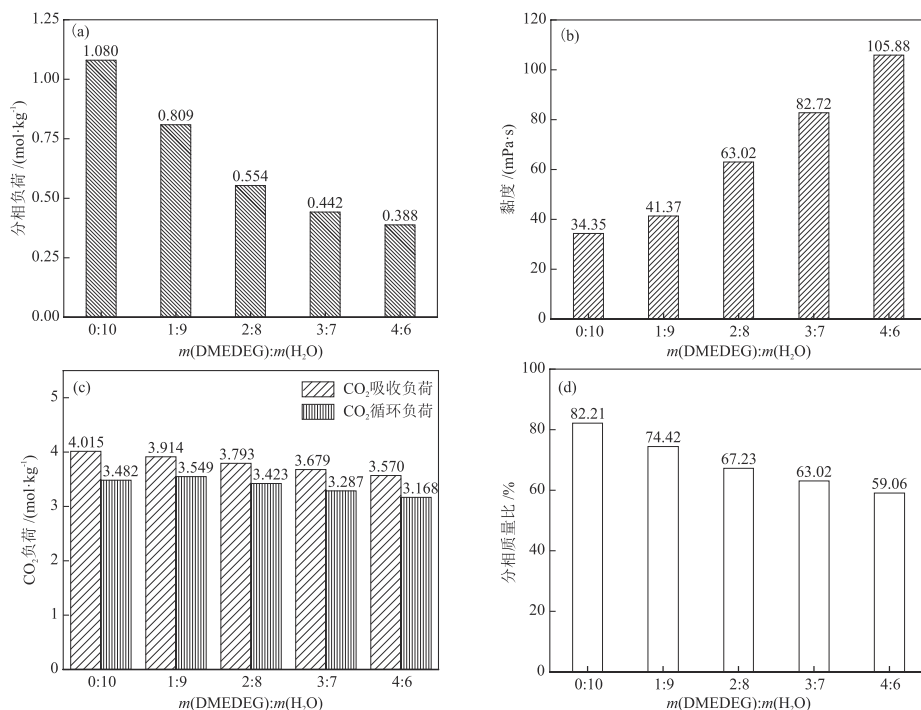 (a)
1.25
1.00
0.75
0.50
0.25
0.00
分相负荷 /(mol·kg⁻¹)
1.080
0.809
0.554
0.442
0.388
0:10 1:9 2:8 3:7 4:6
m(DMEDEG):m(H₂O)
(b)
120
100
80
60
40
20
0
黏度 /(mPa·s)
34.35
41.37
63.02
82.72
105.88
0:10 1:9 2:8 3:7 4:6
m(DMEDEG):m(H₂O)
(c)
5
4
3
2
1
0
CO₂负荷 /(mol·kg⁻¹)
CO₂吸收负荷
CO₂循环负荷
4.015
3.482
3.914
3.549
3.793
3.423
3.679
3.287
3.570
3.168
0:10 1:9 2:8 3:7 4:6
m(DMEDEG):m(H₂O)
(d)
100
80
60
40
20
0
分相质量比 /%
82.21
74.42
67.23
63.02
59.06
0:10 1:9 2:8 3:7 4:6
m(DMEDEG):m(H₂O)